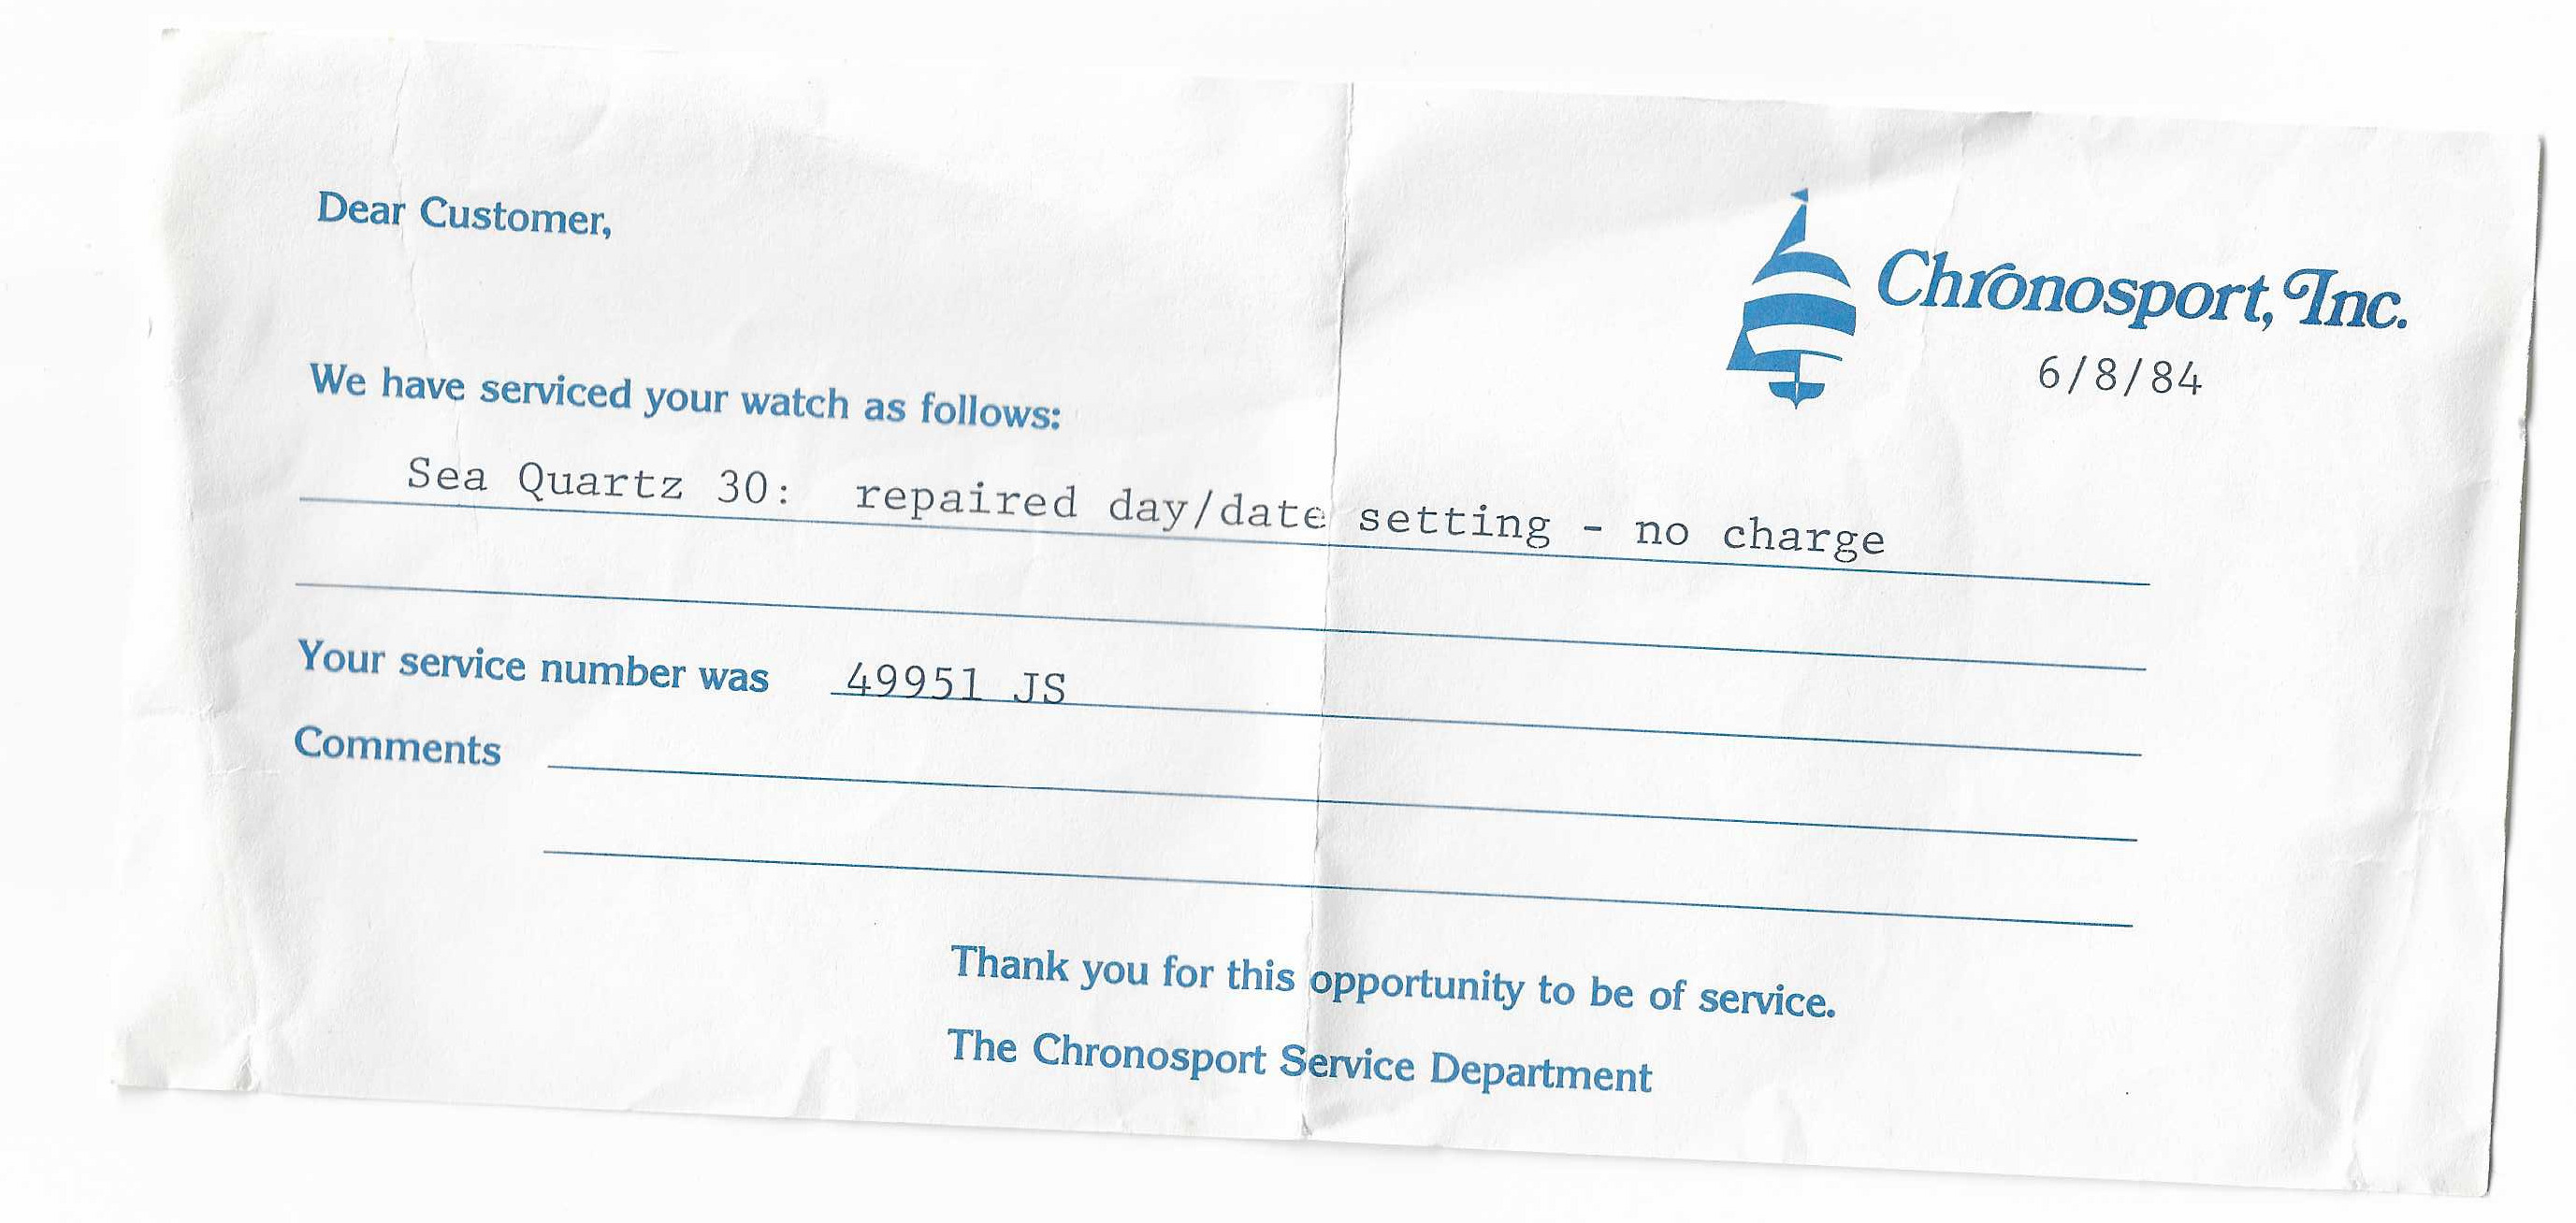 Dear Customer,
Chronosport, Inc.
6/8/84
We have serviced your watch as follows:
Sea Quartz 30: repaired day/date setting - no charge
Your service number was 49951 JS
Comments
Thank you for this opportunity to be of service.
The Chronosport Service Department